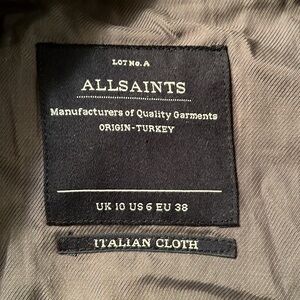 LOT No. A
ALLSAINTS
Manufacturers of Quality Garments
ORIGIN-TURKEY
UK 10 US 6 EU 38
ITALIAN CLOTH